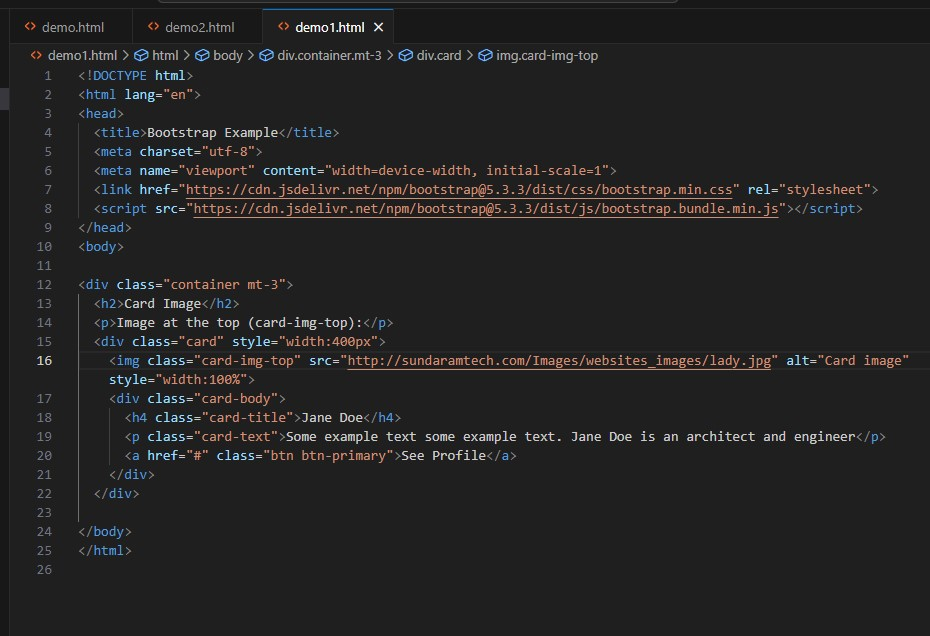 demo.html
demo2.html
demo1.html
demo1.html > html > body > div.container.mt-3 > div.card > img.card-img-top
1 <!DOCTYPE html>
2 <html lang="en">
3 <head>
4 <title>Bootstrap Example</title>
5 <meta charset="utf-8">
6 <meta name="viewport" content="width=device-width, initial-scale=1">
7 <link href="https://cdn.jsdelivr.net/npm/bootstrap@5.3.3/dist/css/bootstrap.min.css" rel="stylesheet">
8 <script src="https://cdn.jsdelivr.net/npm/bootstrap@5.3.3/dist/js/bootstrap.bundle.min.js"></script>
9 </head>
10 <body>
11
12 <div class="container mt-3">
13 <h2>Card Image</h2>
14 <p>Image at the top (card-img-top):</p>
15 <div class="card" style="width:400px">
16 <img class="card-img-top" src="http://sundaramtech.com/Images/websites_images/lady.jpg" alt="Card image"
style="width:100%">
17 <div class="card-body">
18 <h4 class="card-title">Jane Doe</h4>
19 <p class="card-text">Some example text some example text. Jane Doe is an architect and engineer</p>
20 <a href="#" class="btn btn-primary">See Profile</a>
21 </div>
22 </div>
23
24 </body>
25 </html>
26